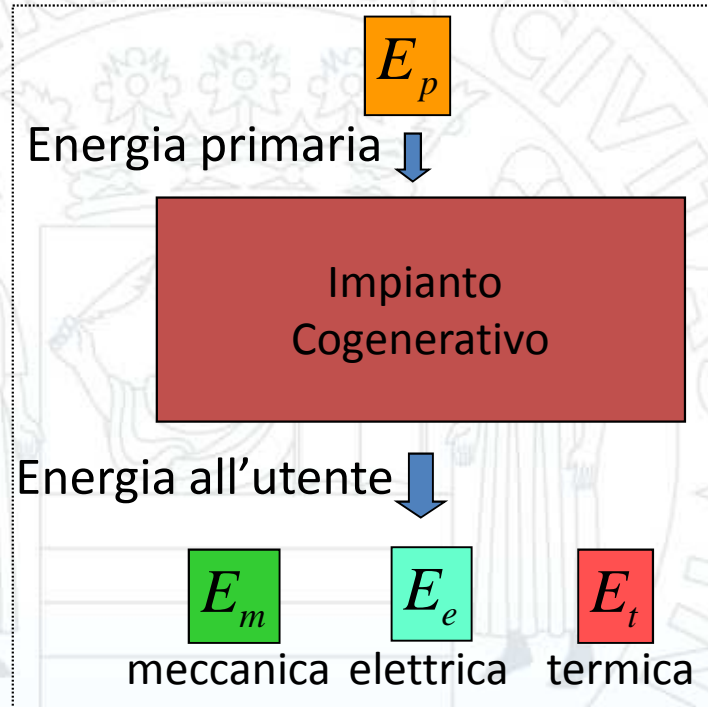 E_p
Energia primaria
Impianto
Cogenerativo
Energia all'utente
E_m E_e E_t
meccanica elettrica termica